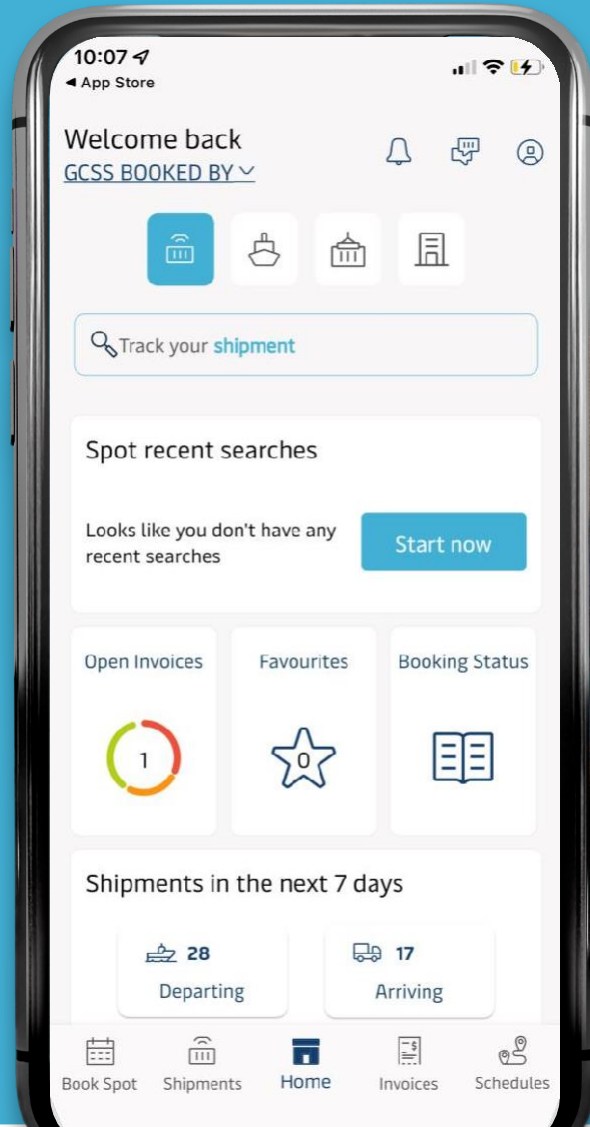 10:07
◀ App Store
Welcome back
GCSS BOOKED BY
Track your shipment
Spot recent searches
Looks like you don't have any
recent searches
Start now
Open Invoices
Favourites
Booking Status
1
0
Shipments in the next 7 days
28
Departing
17
Arriving
Book Spot
Shipments
Home
Invoices
Schedules